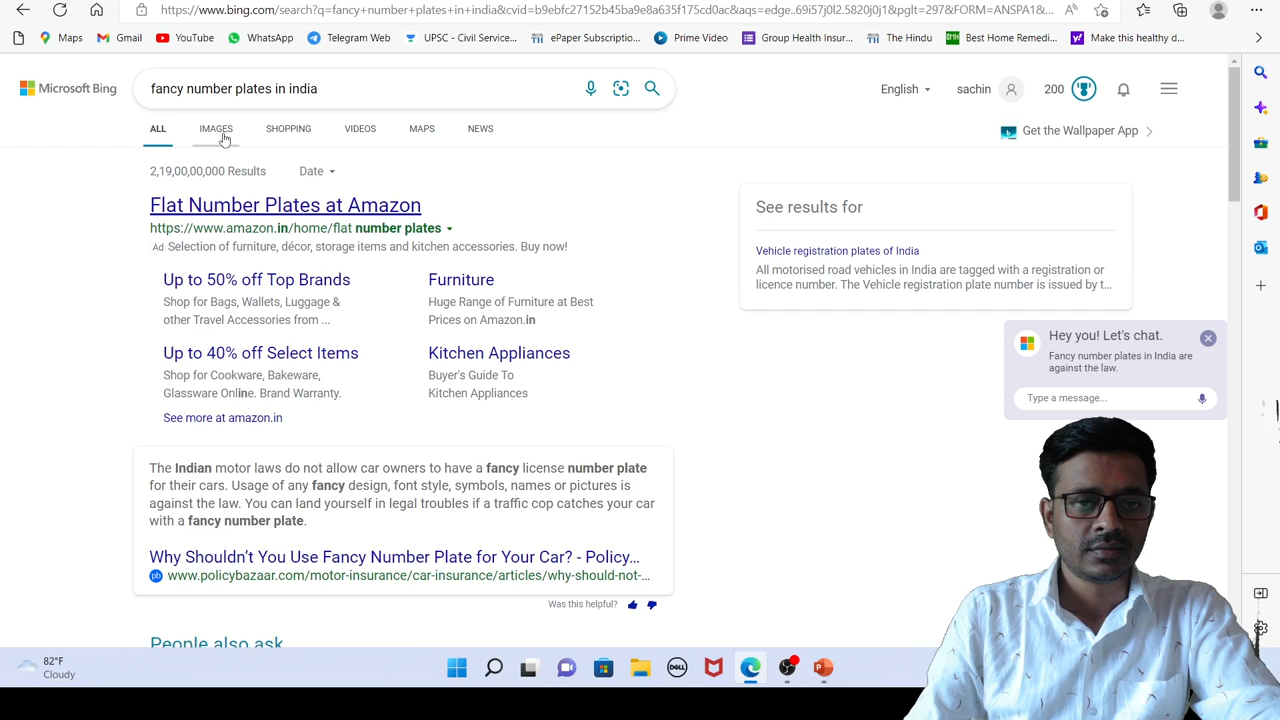 https://www.bing.com/search?q=fancy+number+plates+in+india&cvid=b9ebfc27152b45ba9e8a635f175cd0ac&aqs=edge..69i57j0l2.5820j0j1&pglt=297&FORM=ANSPA1&...
Maps Gmail YouTube WhatsApp Telegram Web UPSC - Civil Service... ePaper Subscriptio... Prime Video Group Health Insur... The Hindu Best Home Remedi... Make this healthy d...
Microsoft Bing
fancy number plates in india
English
sachin
200
ALL IMAGES SHOPPING VIDEOS MAPS NEWS
Get the Wallpaper App
2,19,00,00,000 Results Date
Flat Number Plates at Amazon
https://www.amazon.in/home/flat number plates
Ad Selection of furniture, décor, storage items and kitchen accessories. Buy now!
Up to 50% off Top Brands
Shop for Bags, Wallets, Luggage &
other Travel Accessories from ...
Furniture
Huge Range of Furniture at Best
Prices on Amazon.in
Up to 40% off Select Items
Shop for Cookware, Bakeware,
Glassware Online. Brand Warranty.
Kitchen Appliances
Buyer's Guide To
Kitchen Appliances
See more at amazon.in
The Indian motor laws do not allow car owners to have a fancy license number plate
for their cars. Usage of any fancy design, font style, symbols, names or pictures is
against the law. You can land yourself in legal troubles if a traffic cop catches your car
with a fancy number plate.
Why Shouldn't You Use Fancy Number Plate for Your Car? - Policy...
pb www.policybazaar.com/motor-insurance/car-insurance/articles/why-should-not-...
Was this helpful?
People also ask
See results for
Vehicle registration plates of India
All motorised road vehicles in India are tagged with a registration or
licence number. The Vehicle registration plate number is issued by t...
Hey you! Let's chat.
Fancy number plates in India are
against the law.
Type a message...
82°F
Cloudy
DELL